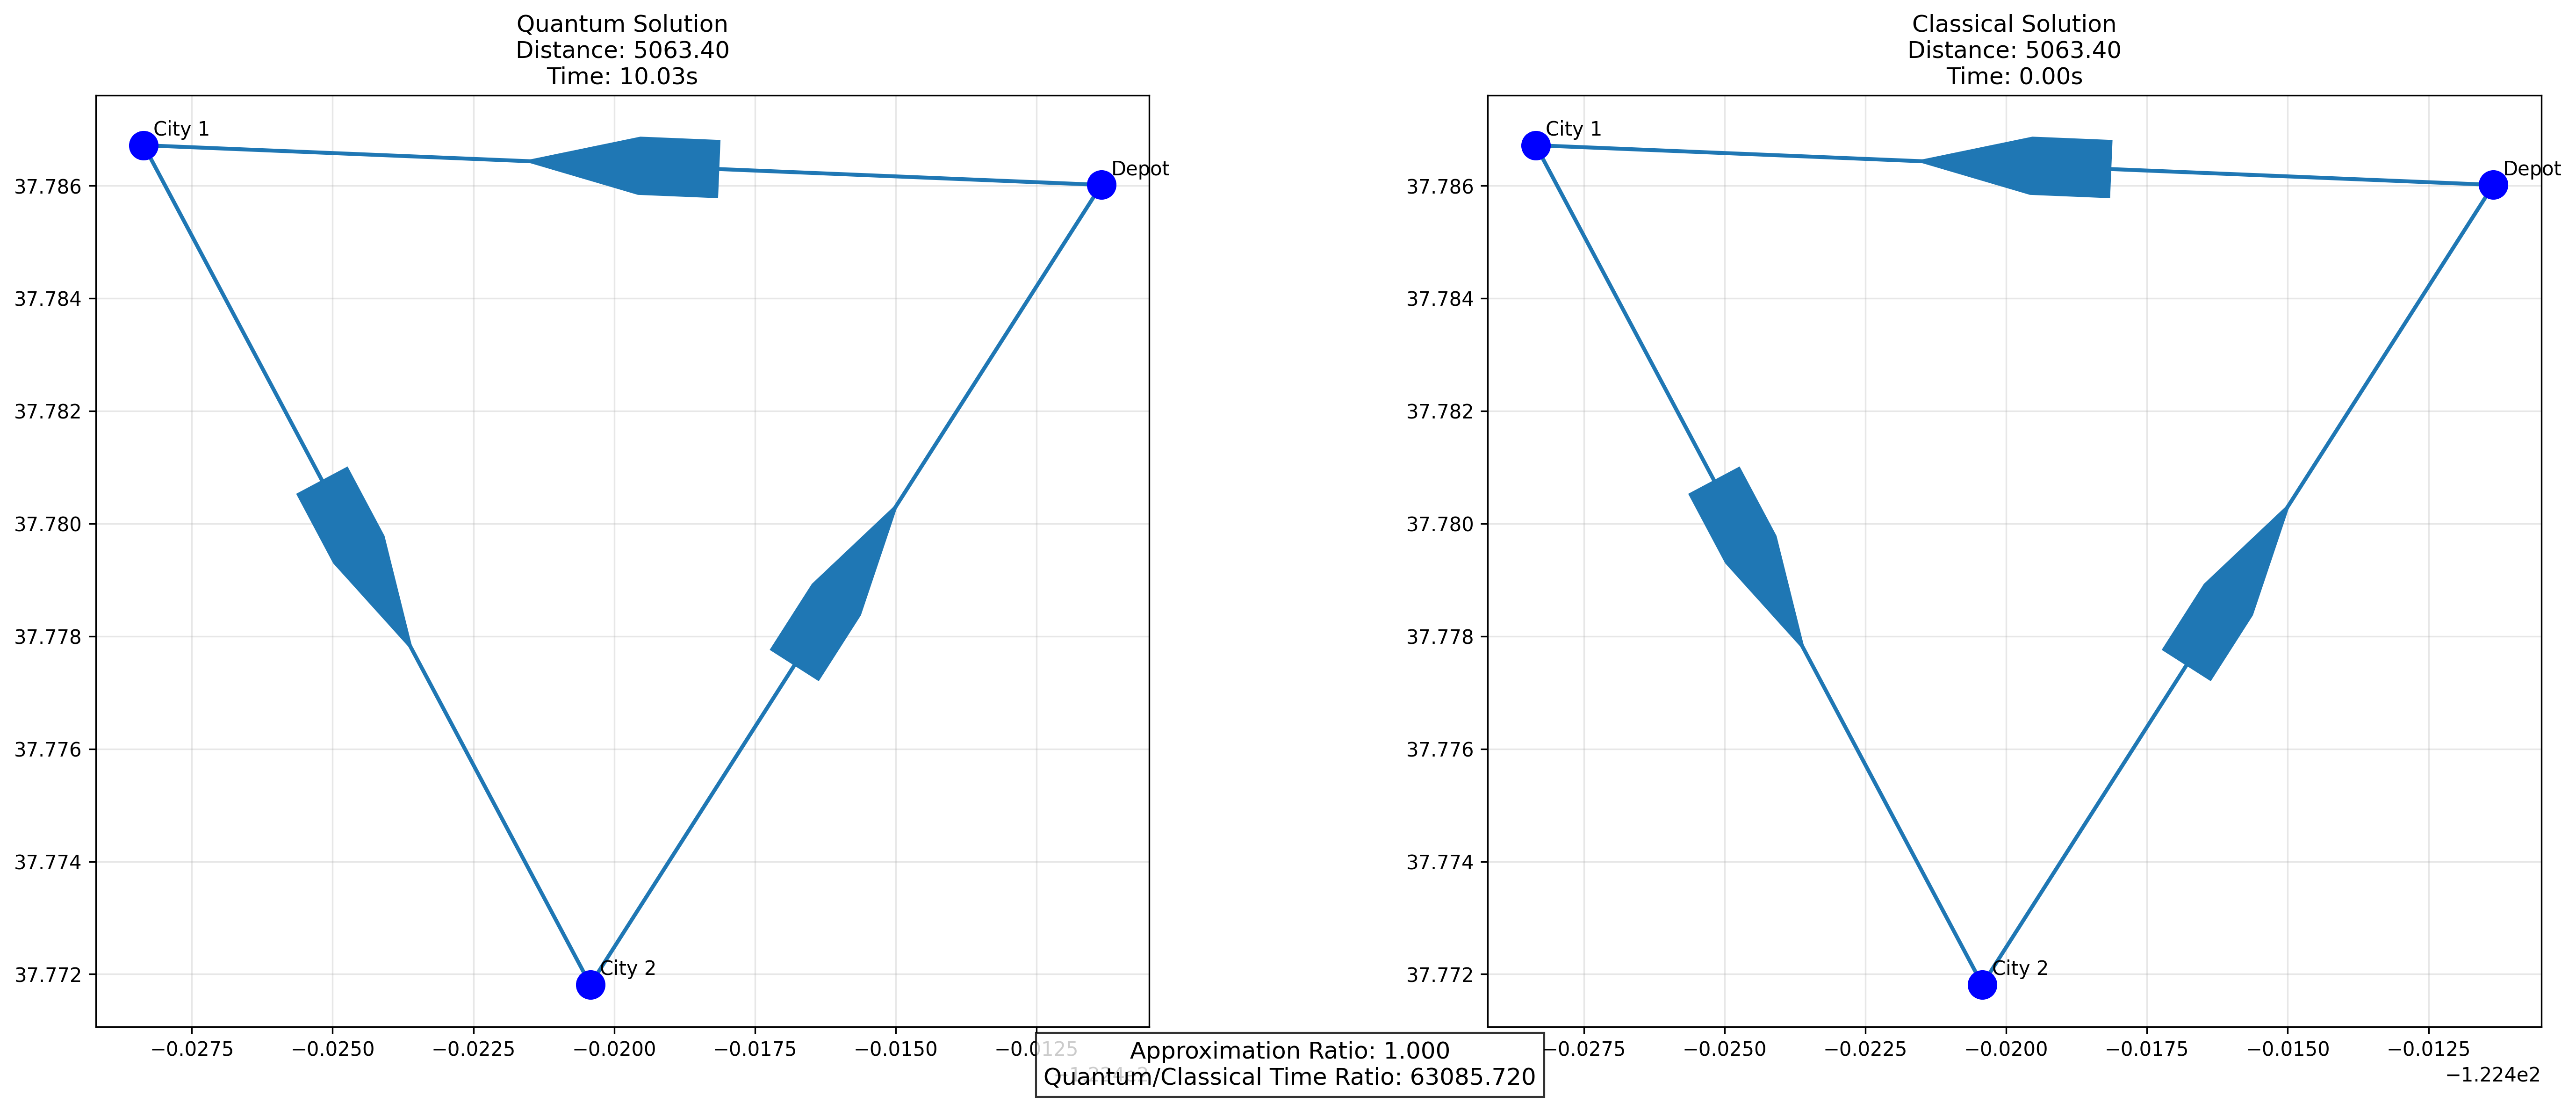 Quantum Solution
Distance: 5063.40
Time: 10.03s
City 1
Depot
City 2
37.786
37.784
37.782
37.780
37.778
37.776
37.774
37.772
−0.0275
−0.0250
−0.0225
−0.0200
−0.0175
−0.0150
−0.0125
−1.224e2
Classical Solution
Distance: 5063.40
Time: 0.00s
City 1
Depot
City 2
37.786
37.784
37.782
37.780
37.778
37.776
37.774
37.772
−0.0275
−0.0250
−0.0225
−0.0200
−0.0175
−0.0150
−0.0125
−1.224e2
Approximation Ratio: 1.000
Quantum/Classical Time Ratio: 63085.720